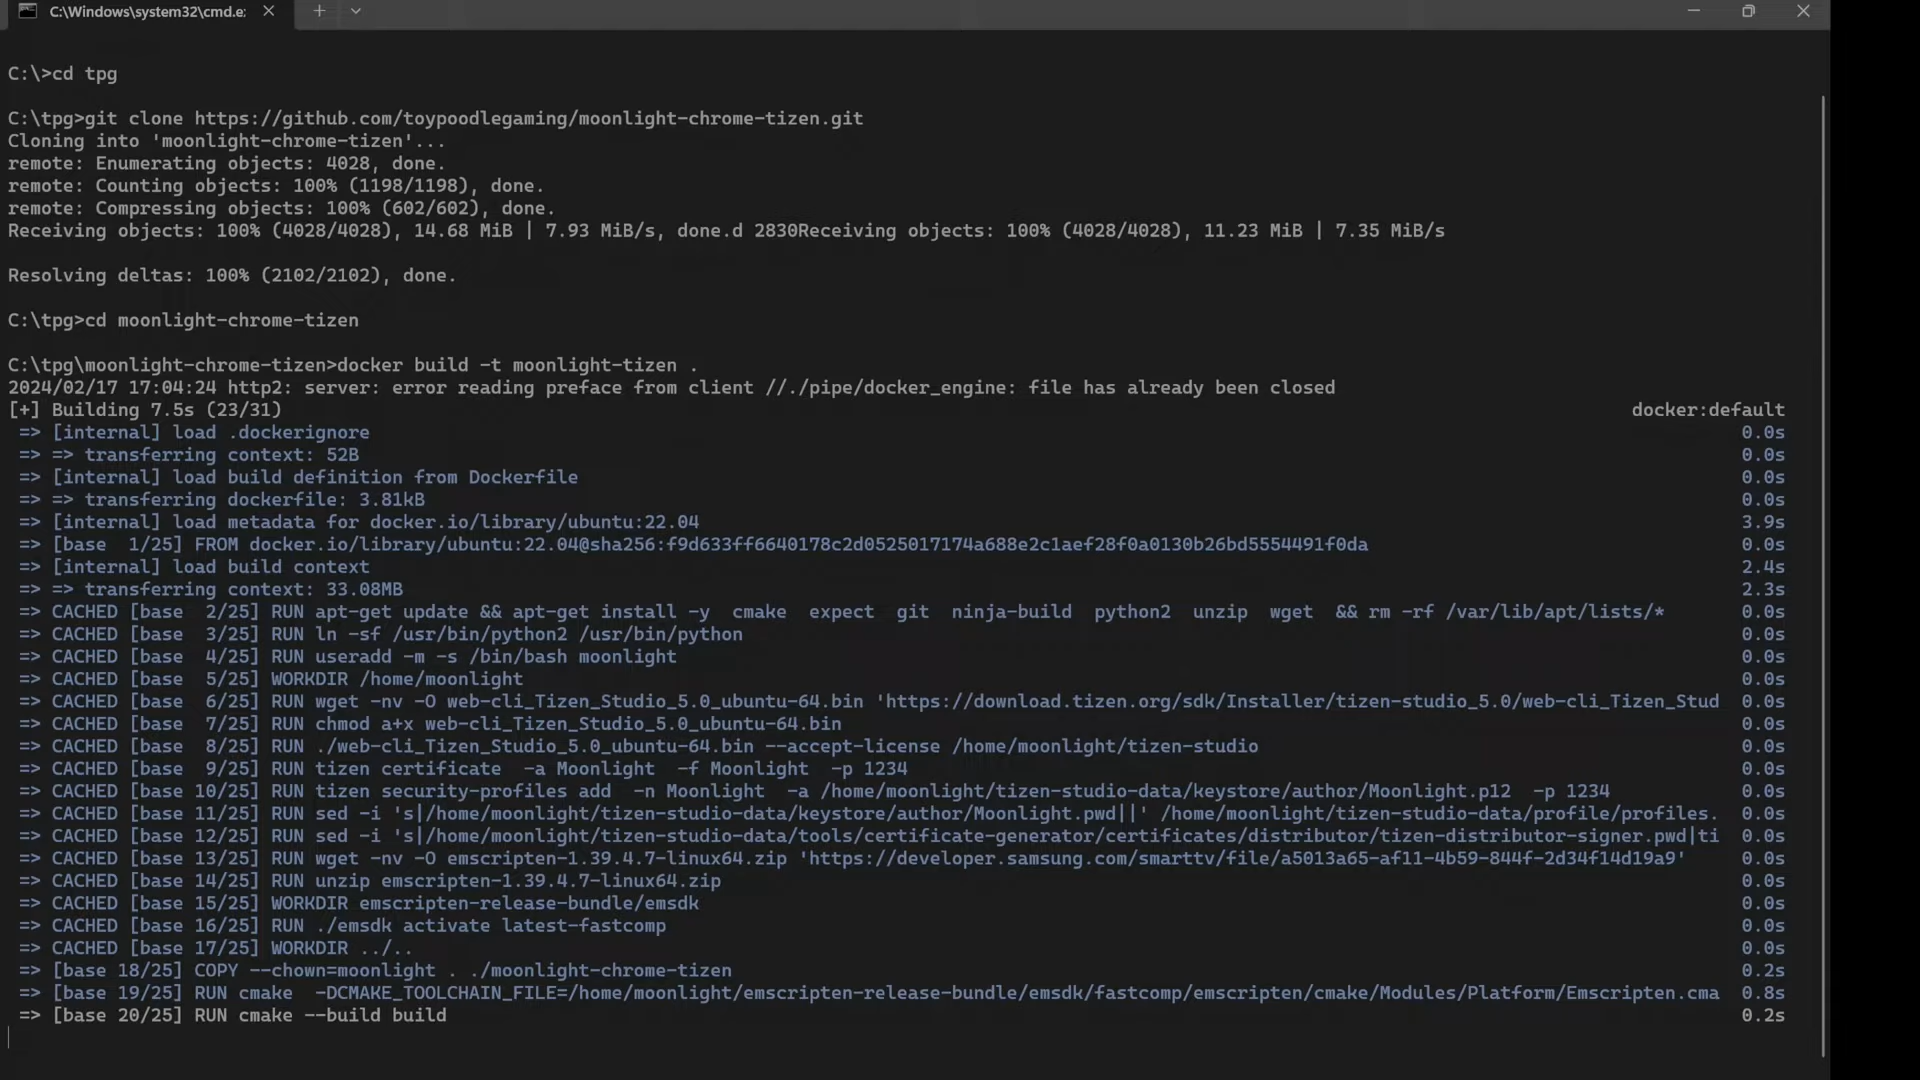 C:\Windows\system32\cmd.e:
C:\>cd tpg
C:\tpg>git clone https://github.com/toypoodlegaming/moonlight-chrome-tizen.git
Cloning into 'moonlight-chrome-tizen'...
remote: Enumerating objects: 4028, done.
remote: Counting objects: 100% (1198/1198), done.
remote: Compressing objects: 100% (602/602), done.
Receiving objects: 100% (4028/4028), 14.68 MiB | 7.93 MiB/s, done.d 2830Receiving objects: 100% (4028/4028), 11.23 MiB | 7.35 MiB/s
Resolving deltas: 100% (2102/2102), done.
C:\tpg>cd moonlight-chrome-tizen
C:\tpg\moonlight-chrome-tizen>docker build -t moonlight-tizen .
2024/02/17 17:04:24 http2: server: error reading preface from client //./pipe/docker_engine: file has already been closed
[+] Building 7.5s (23/31) docker:default
=> [internal] load .dockerignore 0.0s
=> => transferring context: 52B 0.0s
=> [internal] load build definition from Dockerfile 0.0s
=> => transferring dockerfile: 3.81kB 0.0s
=> [internal] load metadata for docker.io/library/ubuntu:22.04 3.9s
=> [base  1/25] FROM docker.io/library/ubuntu:22.04@sha256:f9d633ff6640178c2d0525017174a688e2c1aef28f0a0130b26bd5554491f0da 0.0s
=> [internal] load build context 2.4s
=> => transferring context: 33.08MB 2.3s
=> CACHED [base  2/25] RUN apt-get update && apt-get install -y  cmake  expect  git  ninja-build  python2  unzip  wget  && rm -rf /var/lib/apt/lists/* 0.0s
=> CACHED [base  3/25] RUN ln -sf /usr/bin/python2 /usr/bin/python 0.0s
=> CACHED [base  4/25] RUN useradd -m -s /bin/bash moonlight 0.0s
=> CACHED [base  5/25] WORKDIR /home/moonlight 0.0s
=> CACHED [base  6/25] RUN wget -nv -O web-cli_Tizen_Studio_5.0_ubuntu-64.bin 'https://download.tizen.org/sdk/Installer/tizen-studio_5.0/web-cli_Tizen_Stud 0.0s
=> CACHED [base  7/25] RUN chmod a+x web-cli_Tizen_Studio_5.0_ubuntu-64.bin 0.0s
=> CACHED [base  8/25] RUN ./web-cli_Tizen_Studio_5.0_ubuntu-64.bin --accept-license /home/moonlight/tizen-studio 0.0s
=> CACHED [base  9/25] RUN tizen certificate  -a Moonlight  -f Moonlight  -p 1234 0.0s
=> CACHED [base 10/25] RUN tizen security-profiles add  -n Moonlight  -a /home/moonlight/tizen-studio-data/keystore/author/Moonlight.p12  -p 1234 0.0s
=> CACHED [base 11/25] RUN sed -i 's|/home/moonlight/tizen-studio-data/keystore/author/Moonlight.pwd||' /home/moonlight/tizen-studio-data/profile/profiles. 0.0s
=> CACHED [base 12/25] RUN sed -i 's|/home/moonlight/tizen-studio-data/tools/certificate-generator/certificates/distributor/tizen-distributor-signer.pwd|ti 0.0s
=> CACHED [base 13/25] RUN wget -nv -O emscripten-1.39.4.7-linux64.zip 'https://developer.samsung.com/smarttv/file/a5013a65-af11-4b59-844f-2d34f14d19a9' 0.0s
=> CACHED [base 14/25] RUN unzip emscripten-1.39.4.7-linux64.zip 0.0s
=> CACHED [base 15/25] WORKDIR emscripten-release-bundle/emsdk 0.0s
=> CACHED [base 16/25] RUN ./emsdk activate latest-fastcomp 0.0s
=> CACHED [base 17/25] WORKDIR ../.. 0.0s
=> [base 18/25] COPY --chown=moonlight . ./moonlight-chrome-tizen 0.2s
=> [base 19/25] RUN cmake  -DCMAKE_TOOLCHAIN_FILE=/home/moonlight/emscripten-release-bundle/emsdk/fastcomp/emscripten/cmake/Modules/Platform/Emscripten.cma 0.8s
=> [base 20/25] RUN cmake --build build 0.2s